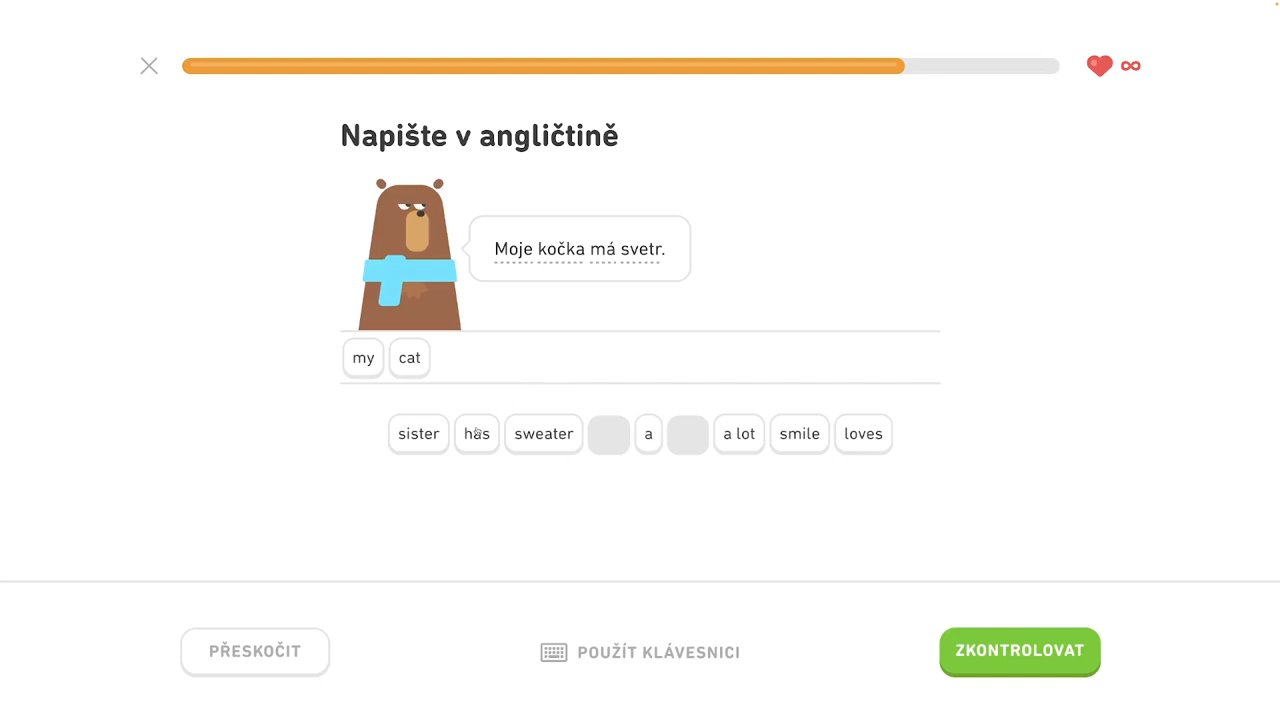 Napište v angličtině
Moje kočka má svetr.
my cat
sister has sweater a a lot smile loves
PŘESKOČIT POUŽÍT KLÁVESNICI ZKONTROLOVAT